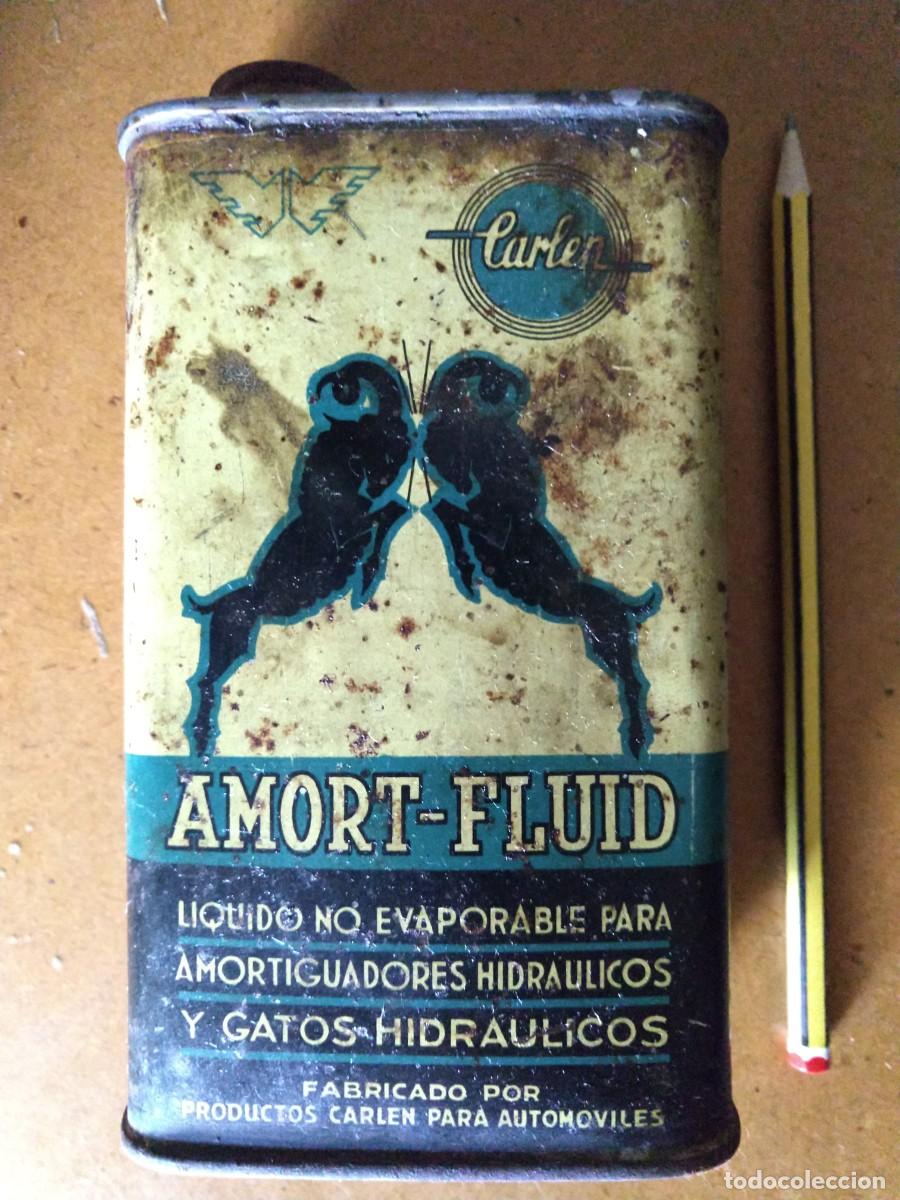 Carlen
AMORT-FLUID
LIQUIDO NO EVAPORABLE PARA
AMORTIGUADORES HIDRAULICOS
Y GATOS HIDRAULICOS
FABRICADO POR
PRODUCTOS CARLEN PARA AUTOMOVILES
todocoleccion